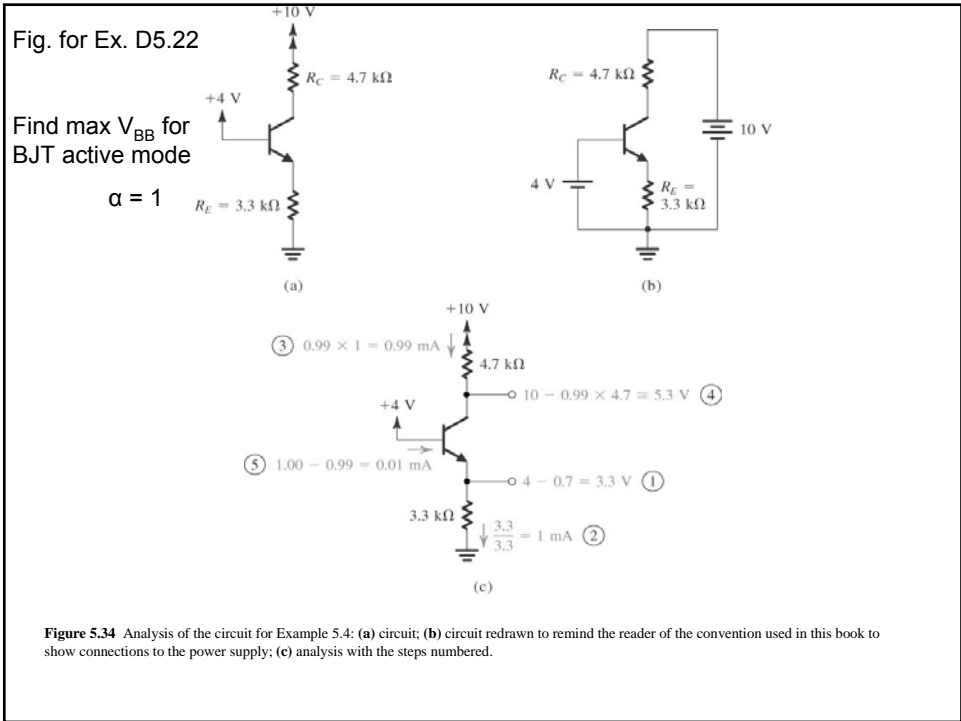 Fig. for Ex. D5.22
Find max V_BB for
BJT active mode
α = 1
+10 V
R_C = 4.7 kΩ
+4 V
R_E = 3.3 kΩ
(a)
R_C = 4.7 kΩ
10 V
4 V
R_E =
3.3 kΩ
(b)
+10 V
③ 0.99 × 1 = 0.99 mA
4.7 kΩ
10 − 0.99 × 4.7 ≅ 5.3 V ④
+4 V
⑤ 1.00 − 0.99 = 0.01 mA
4 − 0.7 = 3.3 V ①
3.3 kΩ
3.3/3.3 = 1 mA ②
(c)
Figure 5.34 Analysis of the circuit for Example 5.4: (a) circuit; (b) circuit redrawn to remind the reader of the convention used in this book to
show connections to the power supply; (c) analysis with the steps numbered.